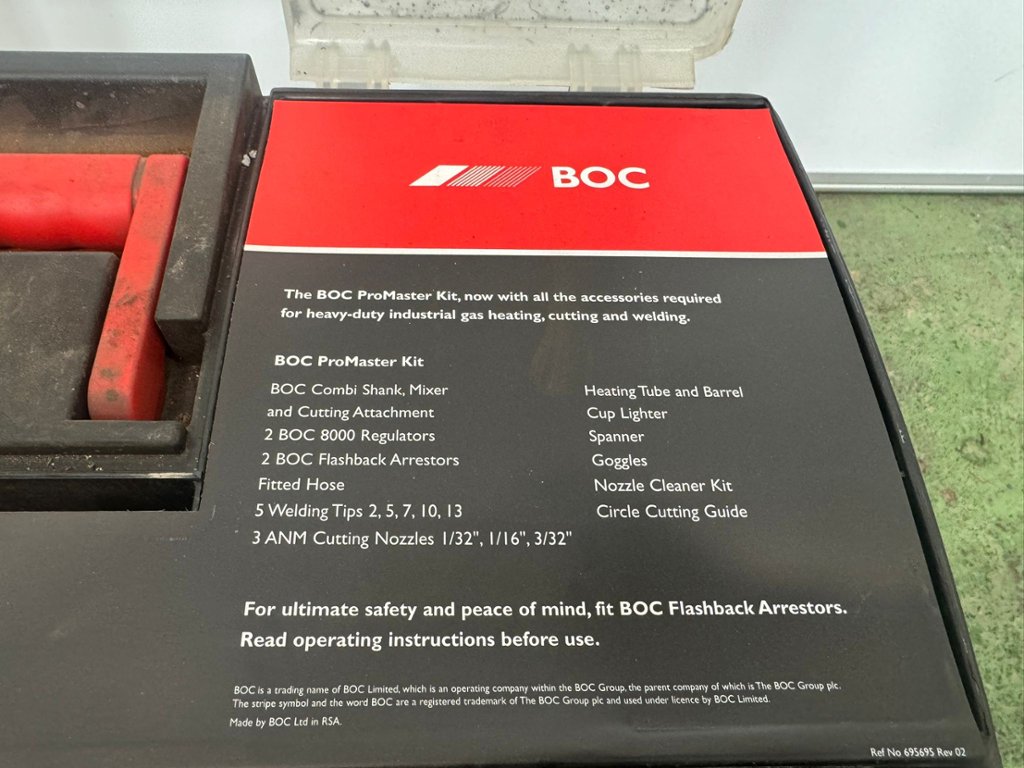 BOC
The BOC ProMaster Kit, now with all the accessories required
for heavy-duty industrial gas heating, cutting and welding.
BOC ProMaster Kit
BOC Combi Shank, Mixer
and Cutting Attachment
2 BOC 8000 Regulators
2 BOC Flashback Arrestors
Fitted Hose
5 Welding Tips 2, 5, 7, 10, 13
3 ANM Cutting Nozzles 1/32", 1/16", 3/32"
Heating Tube and Barrel
Cup Lighter
Spanner
Goggles
Nozzle Cleaner Kit
Circle Cutting Guide
For ultimate safety and peace of mind, fit BOC Flashback Arrestors.
Read operating instructions before use.
BOC is a trading name of BOC Limited, which is an operating company within the BOC Group, the parent company of which is The BOC Group plc.
The stripe symbol and the word BOC are a registered trademark of The BOC Group plc and used under licence by BOC Limited.
Made by BOC Ltd in RSA.
Ref No 695695 Rev 02